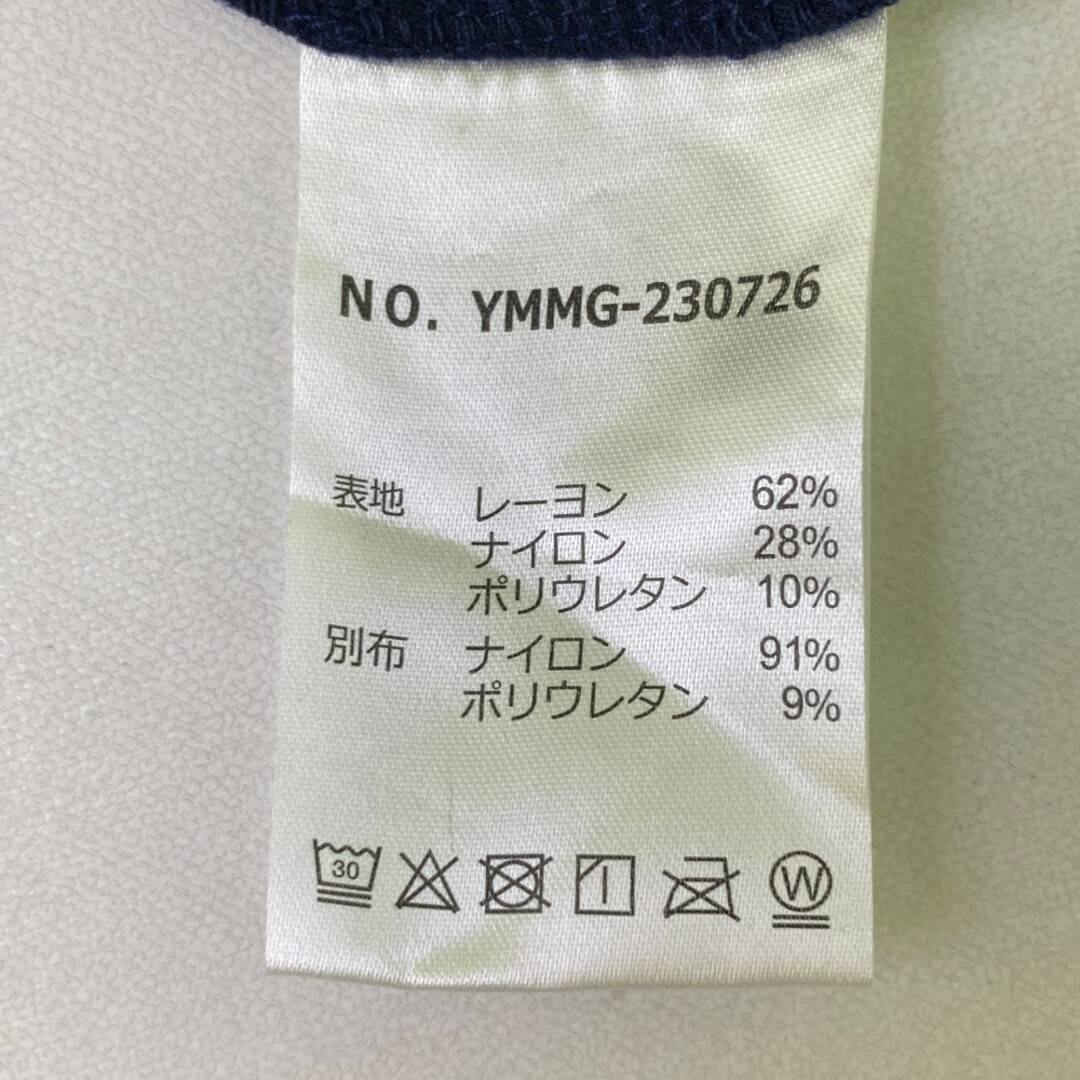 NO. YMMG-230726
表地 レーヨン 62%
ナイロン 28%
ポリウレタン 10%
別布 ナイロン 91%
ポリウレタン 9%
30 W